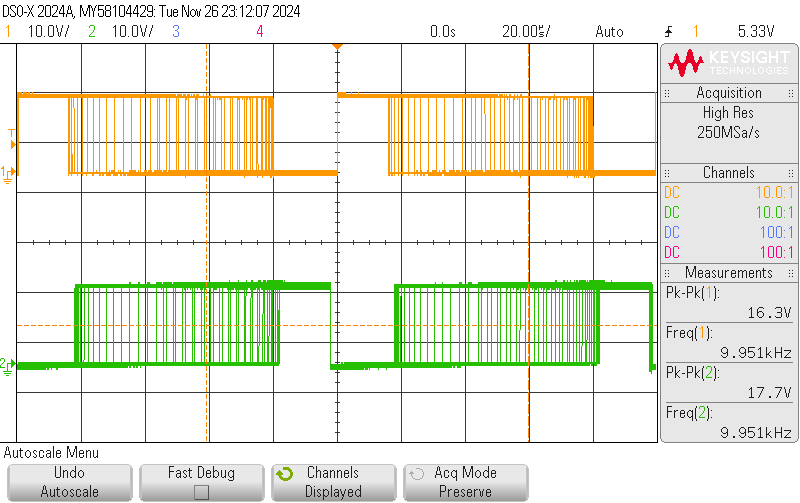 DSO-X 2024A, MY58104429: Tue Nov 26 23:12:07 2024
1 10.0V/ 2 10.0V/ 3 4 0.0s 20.00us/ Auto 1 5.33V
KEYSIGHT
TECHNOLOGIES
Acquisition
High Res
250MSa/s
Channels
DC 10.0:1
DC 10.0:1
DC 100:1
DC 100:1
Measurements
Pk-Pk(1):
16.3V
Freq(1):
9.951kHz
Pk-Pk(2):
17.7V
Freq(2):
9.951kHz
T
1
2
Autoscale Menu
Undo
Autoscale
Fast Debug
Channels
Displayed
Acq Mode
Preserve